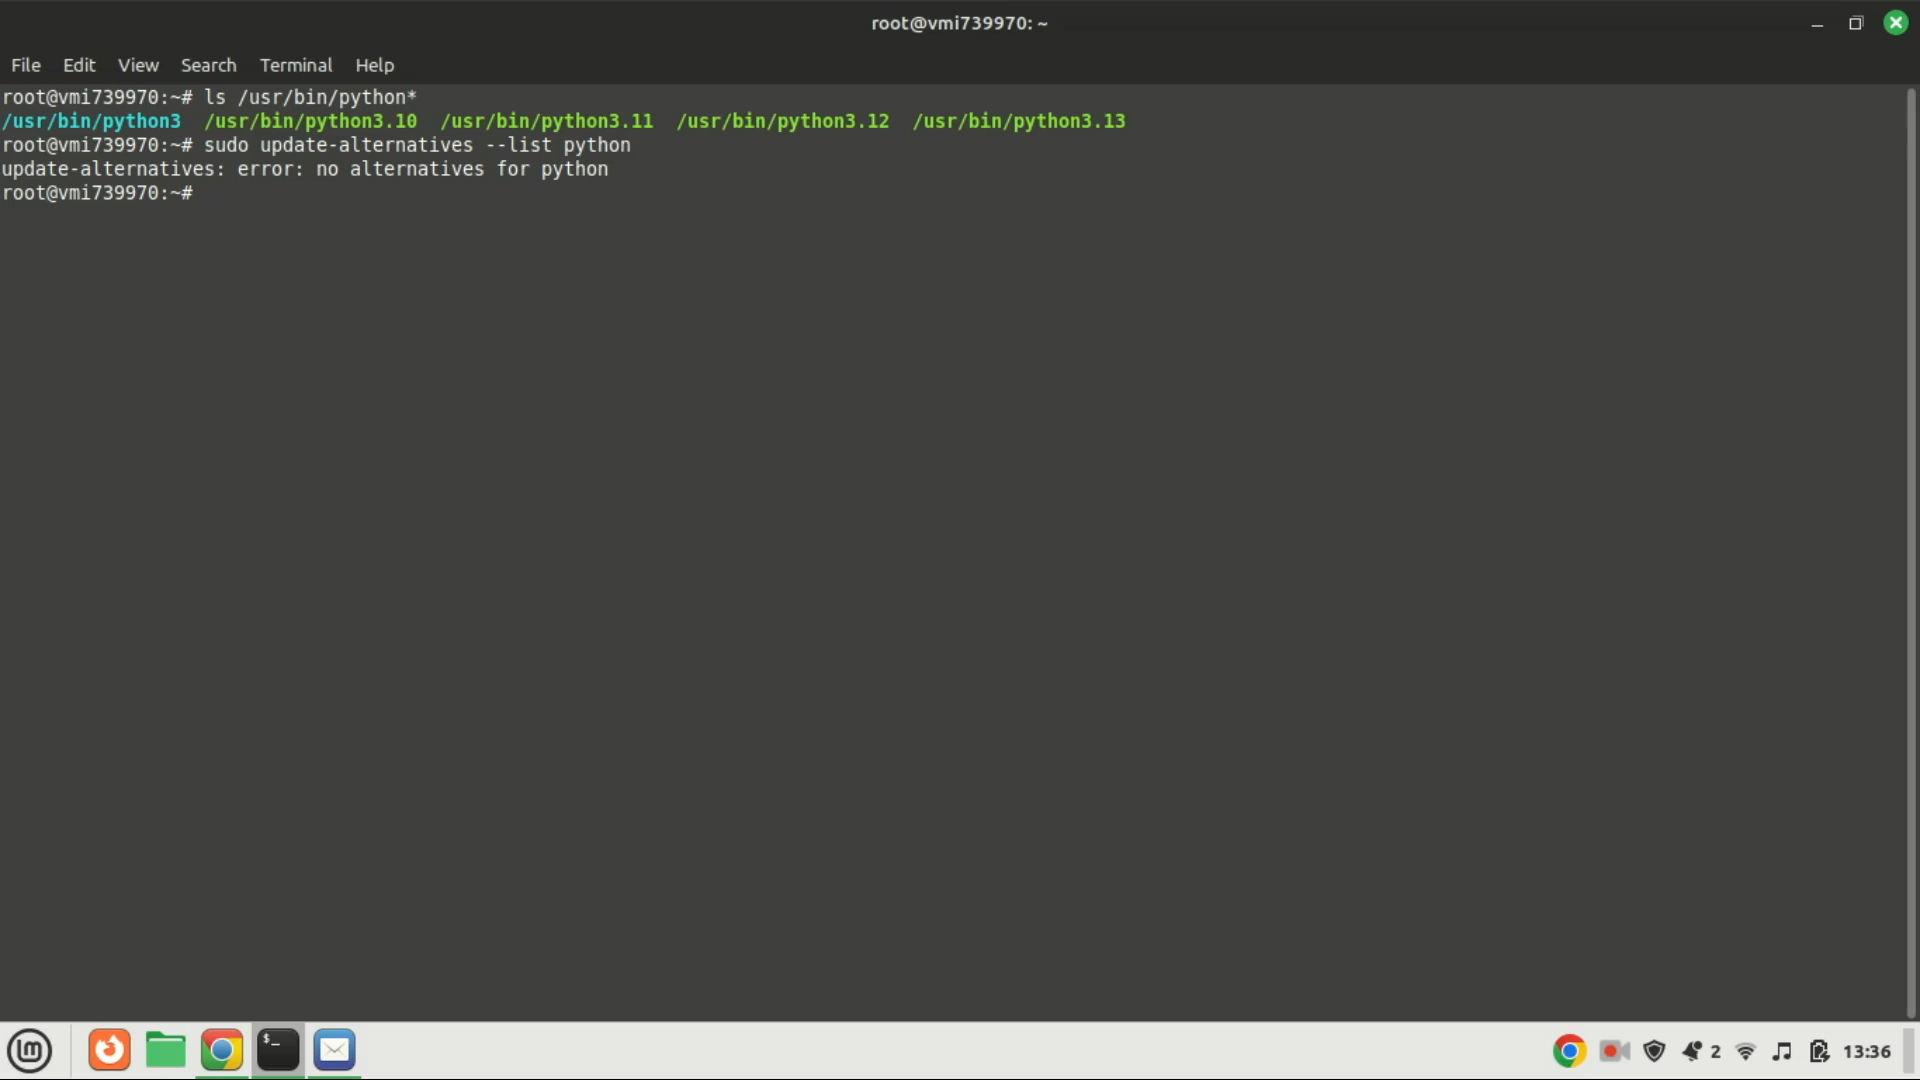 root@vmi739970: ~
File Edit View Search Terminal Help
root@vmi739970:~# ls /usr/bin/python*
/usr/bin/python3 /usr/bin/python3.10 /usr/bin/python3.11 /usr/bin/python3.12 /usr/bin/python3.13
root@vmi739970:~# sudo update-alternatives --list python
update-alternatives: error: no alternatives for python
root@vmi739970:~#
$_
2 13:36